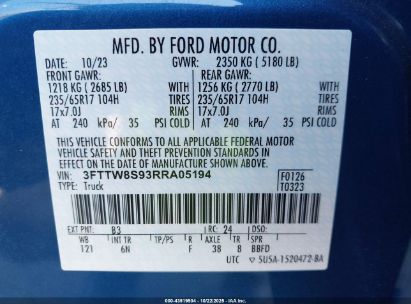 MFD. BY FORD MOTOR CO.
10/23 GVWR: 2350 KG ( 5180 LB)
FRONT GAWR: REAR GAWR:
1218 KG ( 2685 LB) WITH 1256 KG ( 2770 LB) WITH
235/65R17 104H TIRES 235/65R17 104H TIRES
17x7.0J RIMS 17x7.0J RIMS
AT 240 kPa/ 35 PSI COLD AT 240 kPa/ 35 PSI COLD
THIS VEHICLE CONFORMS TO ALL APPLICABLE FEDERAL MOTOR
VEHICLE SAFETY AND THEFT PREVENTION STANDARDS IN
EFFECT ON THE DATE OF MANUFACTURE SHOWN ABOVE.
VIN: 3FTTW8S93RRA05194 F0126
TYPE: Truck T0323
EXT PNT: B3 RC: 24 DSO:
WB INT TR TP/PS R AXLE TR SPR
121 6N F 38 8 BBFD
UTC 5U5A-1520472-BA